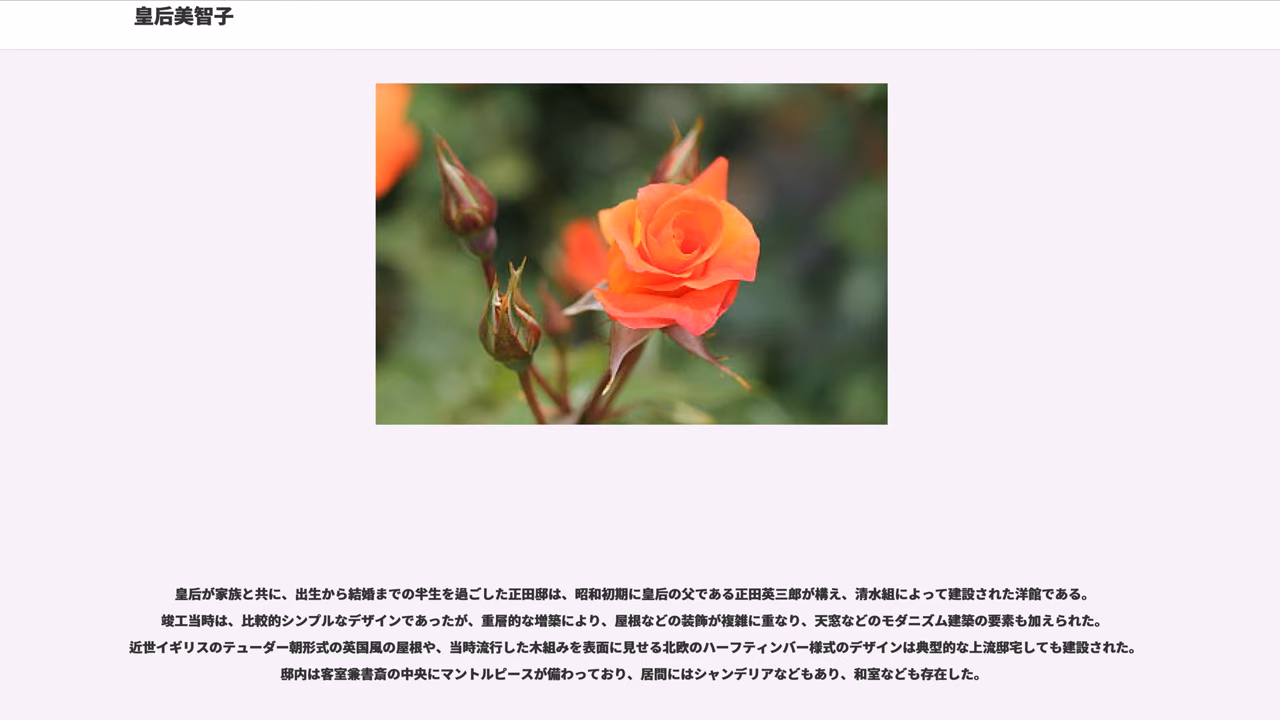 皇后美智子
皇后が家族と共に、出生から結婚までの半生を過ごした正田邸は、昭和初期に皇后の父である正田英三郎が構え、清水組によって建設された洋館である。
竣工当時は、比較的シンプルなデザインであったが、重層的な増築により、屋根などの装飾が複雑に重なり、天窓などのモダニズム建築の要素も加えられた。
近世イギリスのテューダー朝形式の英国風の屋根や、当時流行した木組みを表面に見せる北欧のハーフティンバー様式のデザインは典型的な上流邸宅しても建設された。
邸内は客室兼書斎の中央にマントルピースが備わっており、居間にはシャンデリアなどもあり、和室なども存在した。